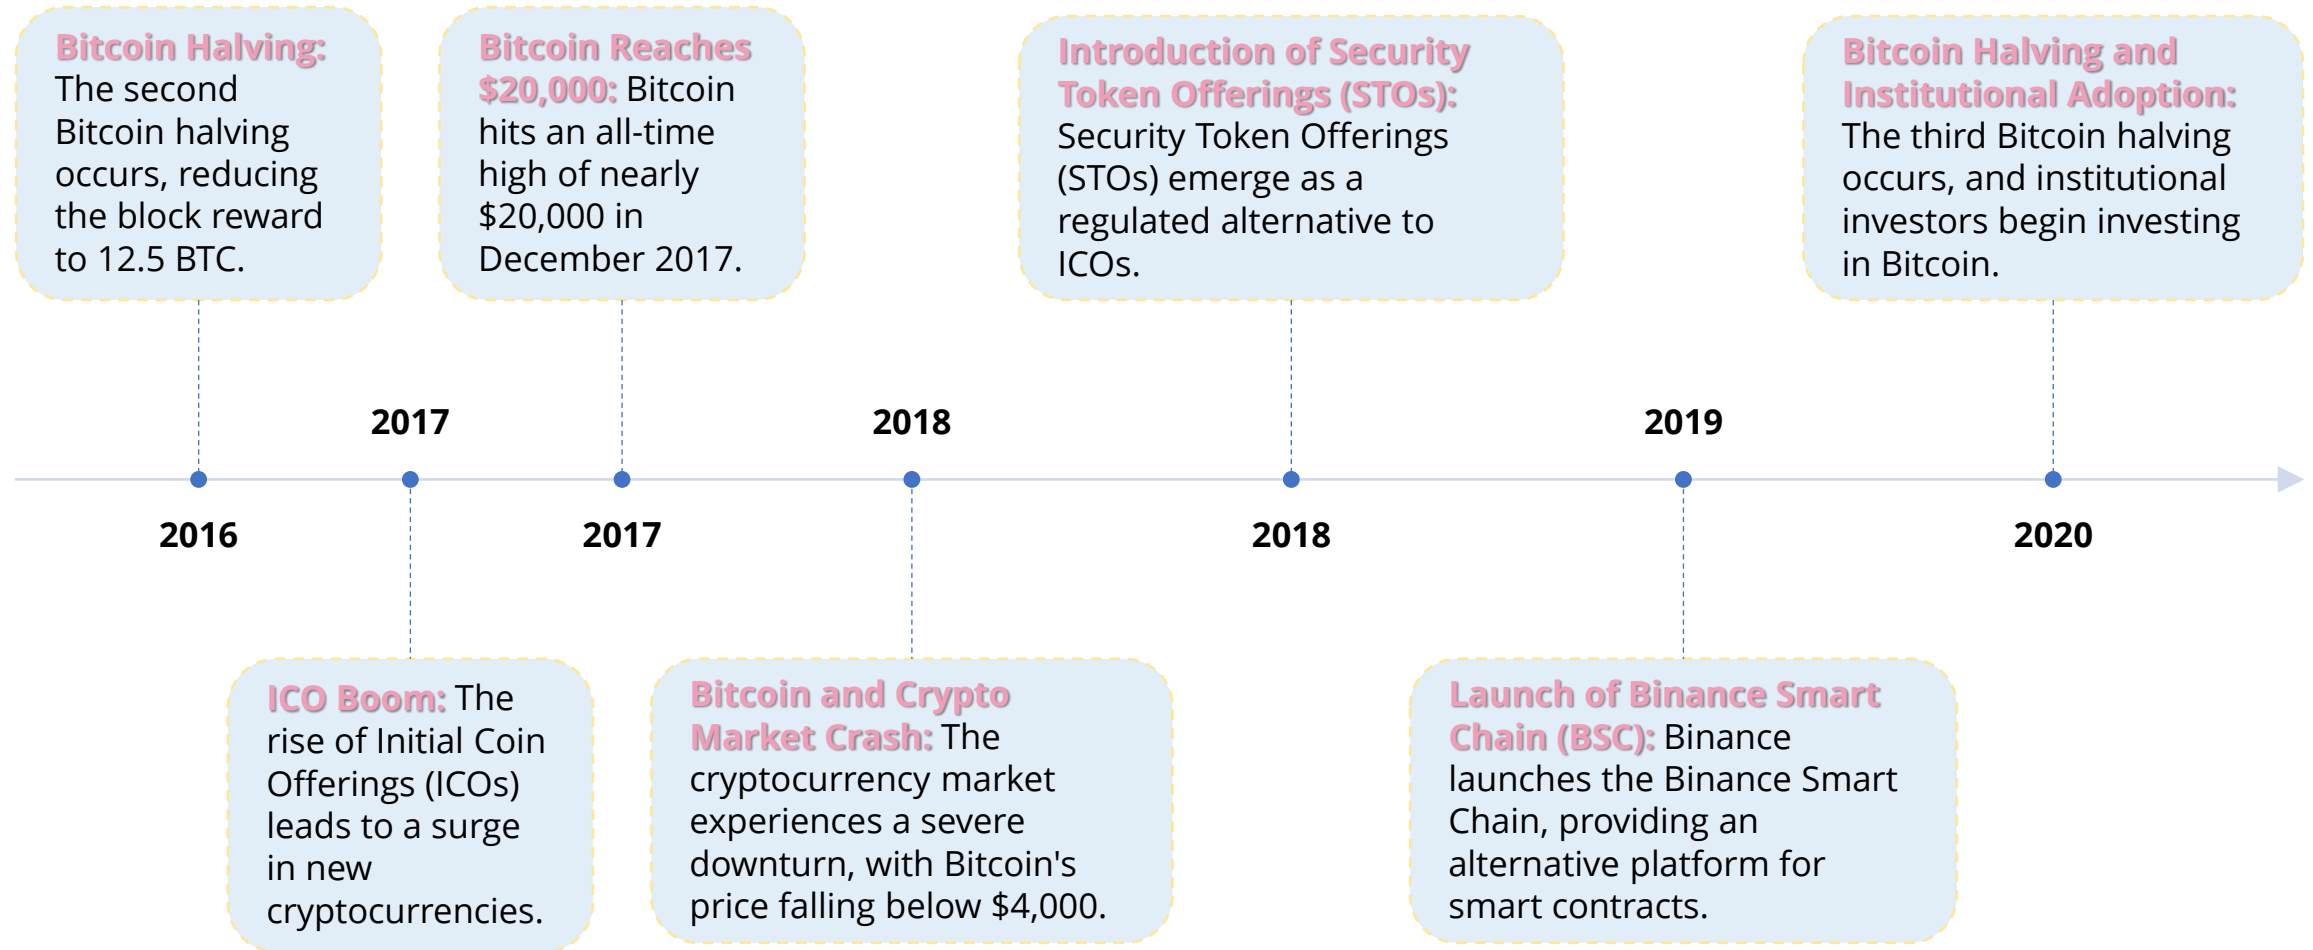 Bitcoin Halving:
The second
Bitcoin halving
occurs, reducing
the block reward
to 12.5 BTC.
Bitcoin Reaches
$20,000: Bitcoin
hits an all-time
high of nearly
$20,000 in
December 2017.
Introduction of Security
Token Offerings (STOs):
Security Token Offerings
(STOs) emerge as a
regulated alternative to
ICOs.
Bitcoin Halving and
Institutional Adoption:
The third Bitcoin halving
occurs, and institutional
investors begin investing
in Bitcoin.
2017
2018
2019
2016
2017
2018
2020
ICO Boom: The
rise of Initial Coin
Offerings (ICOs)
leads to a surge
in new
cryptocurrencies.
Bitcoin and Crypto
Market Crash: The
cryptocurrency market
experiences a severe
downturn, with Bitcoin's
price falling below $4,000.
Launch of Binance Smart
Chain (BSC): Binance
launches the Binance Smart
Chain, providing an
alternative platform for
smart contracts.